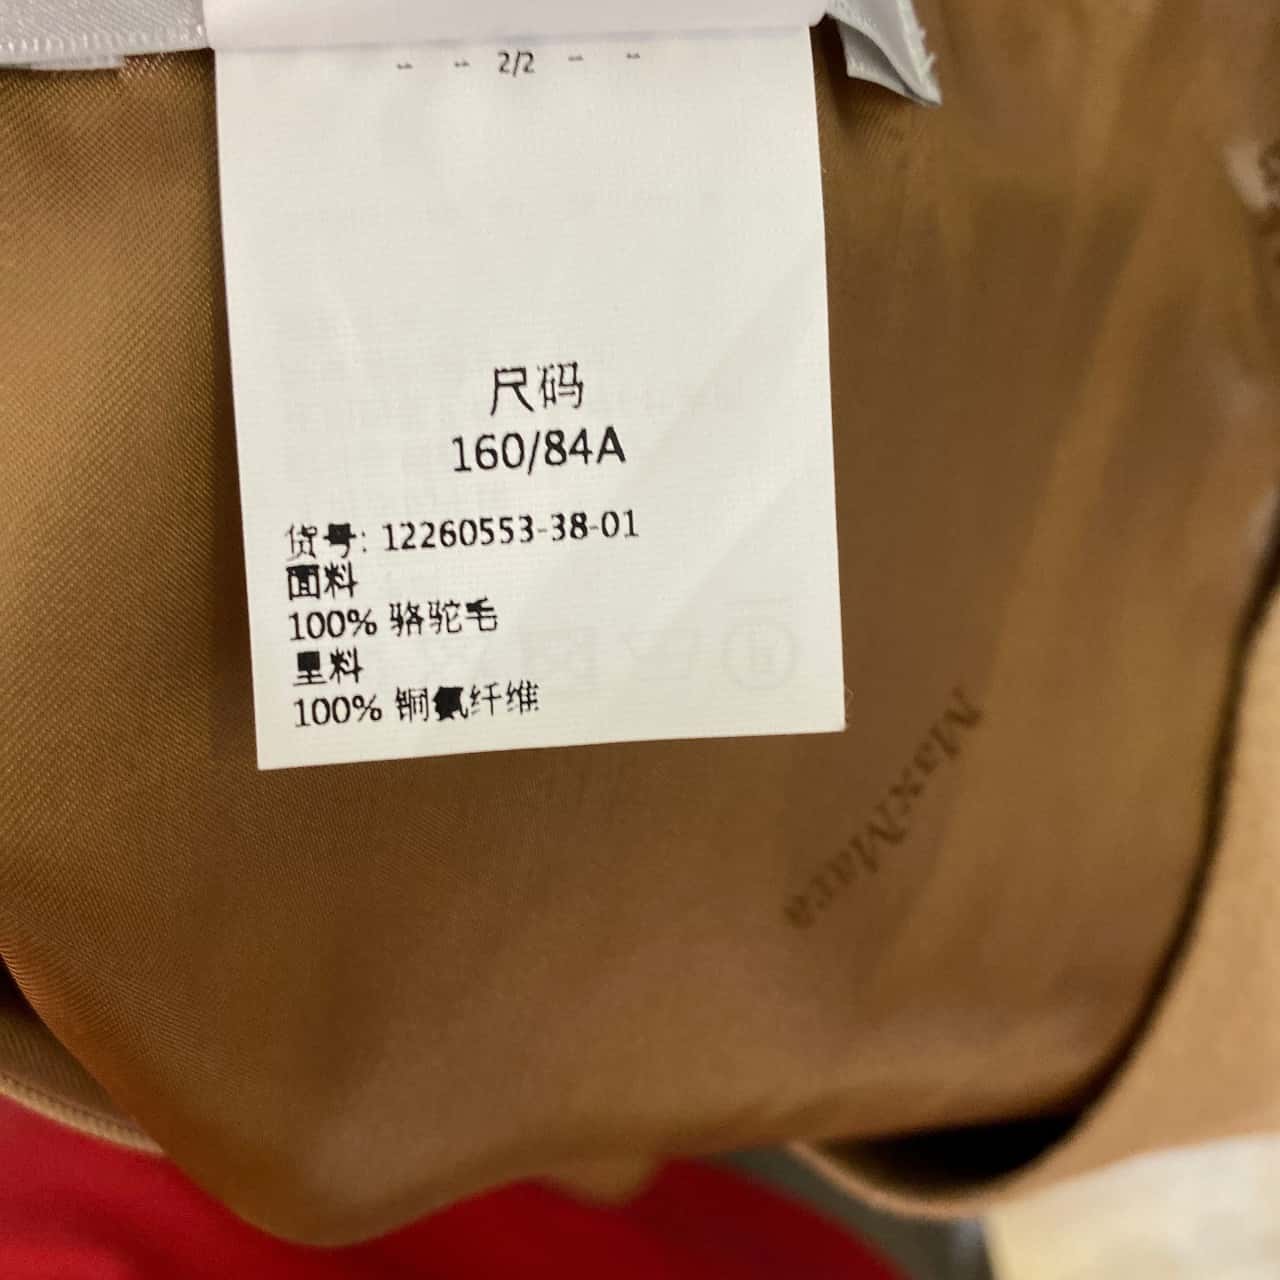 2/2
尺码
160/84A
货号: 12260553-38-01
面料
100% 骆驼毛
里料
100% 铜氨纤维
MaxMara